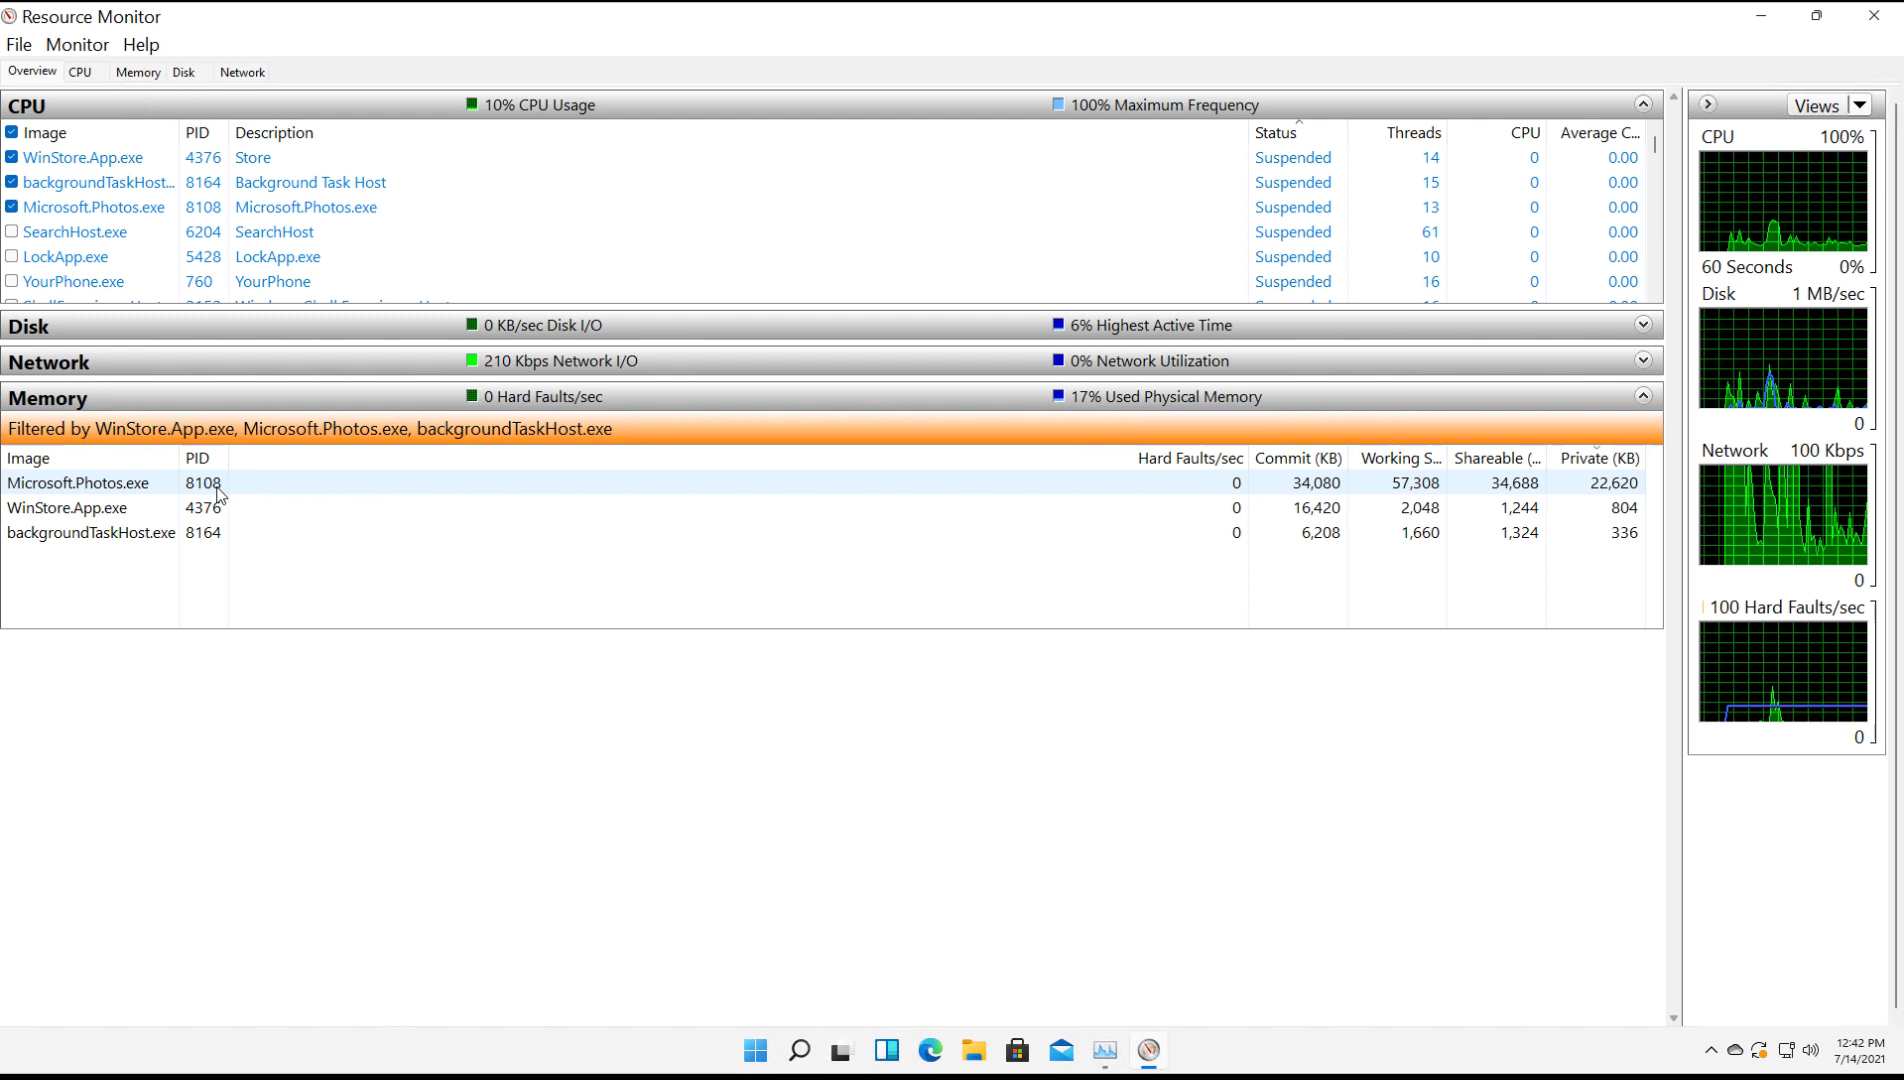 Resource Monitor
File Monitor Help
Overview CPU Memory Disk Network
CPU 10% CPU Usage 100% Maximum Frequency
Image PID Description Status Threads CPU Average C...
WinStore.App.exe 4376 Store Suspended 14 0 0.00
backgroundTaskHost... 8164 Background Task Host Suspended 15 0 0.00
Microsoft.Photos.exe 8108 Microsoft.Photos.exe Suspended 13 0 0.00
SearchHost.exe 6204 SearchHost Suspended 61 0 0.00
LockApp.exe 5428 LockApp.exe Suspended 10 0 0.00
YourPhone.exe 760 YourPhone Suspended 16 0 0.00
Disk 0 KB/sec Disk I/O 6% Highest Active Time
Network 210 Kbps Network I/O 0% Network Utilization
Memory 0 Hard Faults/sec 17% Used Physical Memory
Filtered by WinStore.App.exe, Microsoft.Photos.exe, backgroundTaskHost.exe
Image PID Hard Faults/sec Commit (KB) Working S... Shareable (... Private (KB)
Microsoft.Photos.exe 8108 0 34,080 57,308 34,688 22,620
WinStore.App.exe 4376 0 16,420 2,048 1,244 804
backgroundTaskHost.exe 8164 0 6,208 1,660 1,324 336
Views
CPU 100%
60 Seconds 0%
Disk 1 MB/sec
0
Network 100 Kbps
0
100 Hard Faults/sec
0
12:42 PM
7/14/2021